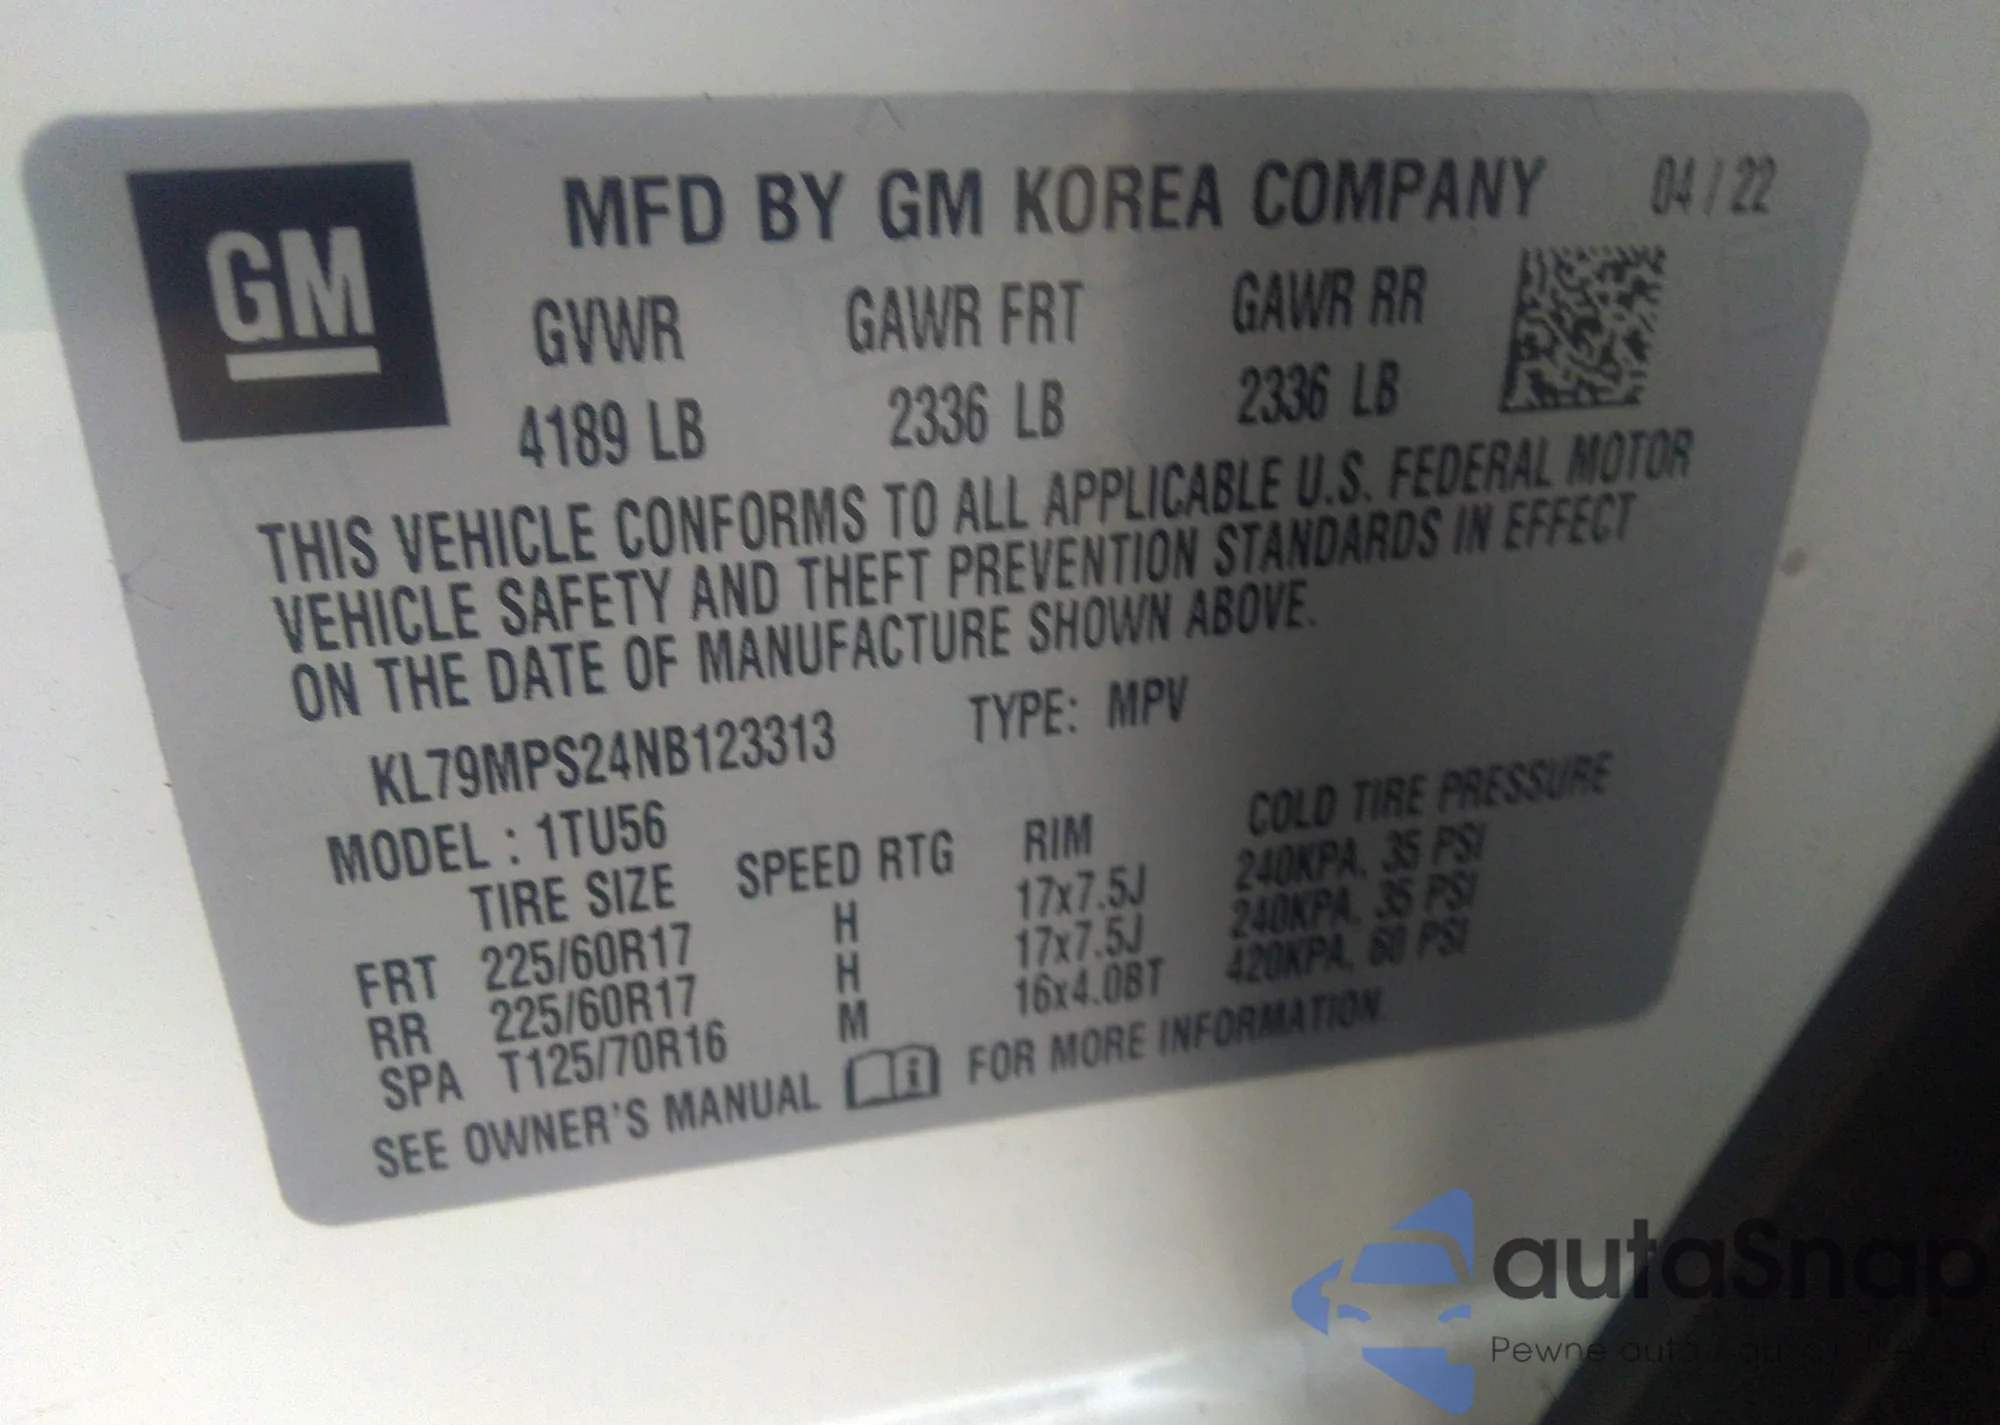 GM
MFD BY GM KOREA COMPANY 04 / 22
GVWR GAWR FRT GAWR RR
4189 LB 2336 LB 2336 LB
THIS VEHICLE CONFORMS TO ALL APPLICABLE U.S. FEDERAL MOTOR
VEHICLE SAFETY AND THEFT PREVENTION STANDARDS IN EFFECT
ON THE DATE OF MANUFACTURE SHOWN ABOVE.
KL79MPS24NB123313 TYPE: MPV
MODEL : 1TU56
TIRE SIZE SPEED RTG RIM COLD TIRE PRESSURE
FRT 225/60R17 H 17x7.5J 240KPA, 35 PSI
RR 225/60R17 H 17x7.5J 240KPA, 35 PSI
SPA T125/70R16 M 16x4.0BT 420KPA, 60 PSI
SEE OWNER'S MANUAL i FOR MORE INFORMATION.
autaSnap
Pewne auta